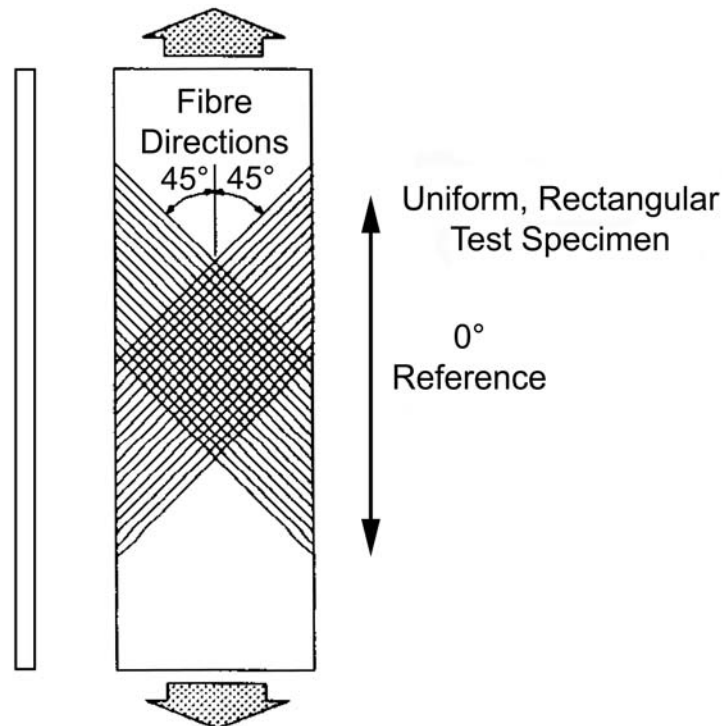 Fibre
Directions
45° 45°
Uniform, Rectangular
Test Specimen
0°
Reference